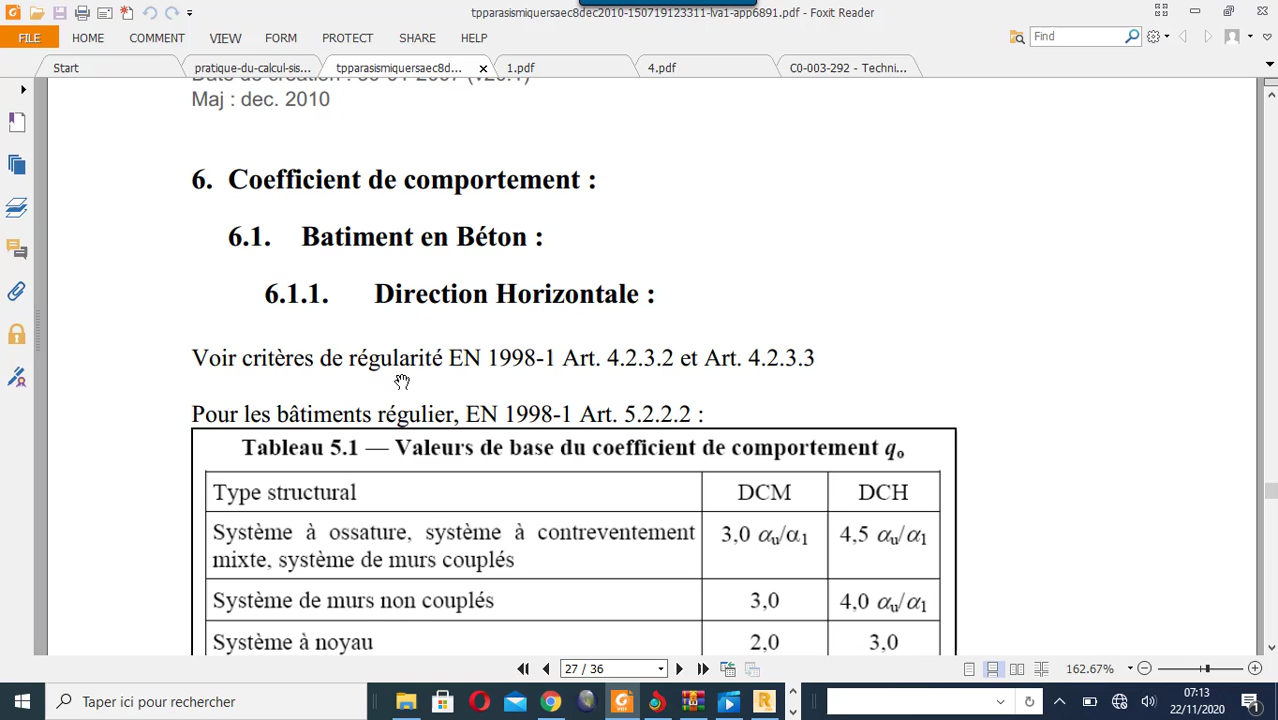 tpparasismiquersaec8dec2010-150719123311-lva1-app6891.pdf - Foxit Reader
FILE HOME COMMENT VIEW FORM PROTECT SHARE HELP Find
Start pratique-du-calcul-sis... tpparasismiquersaec8d... 1.pdf 4.pdf C0-003-292 - Techni...
Maj : dec. 2010
6. Coefficient de comportement :
6.1. Batiment en Béton :
6.1.1. Direction Horizontale :
Voir critères de régularité EN 1998-1 Art. 4.2.3.2 et Art. 4.2.3.3
Pour les bâtiments régulier, EN 1998-1 Art. 5.2.2.2 :
Tableau 5.1 — Valeurs de base du coefficient de comportement qo
Type structural DCM DCH
Système à ossature, système à contreventement
mixte, système de murs couplés 3,0 αu/α1 4,5 αu/α1
Système de murs non couplés 3,0 4,0 αu/α1
Système à noyau 2,0 3,0
27 / 36 162.67%
Taper ici pour rechercher 07:13
22/11/2020